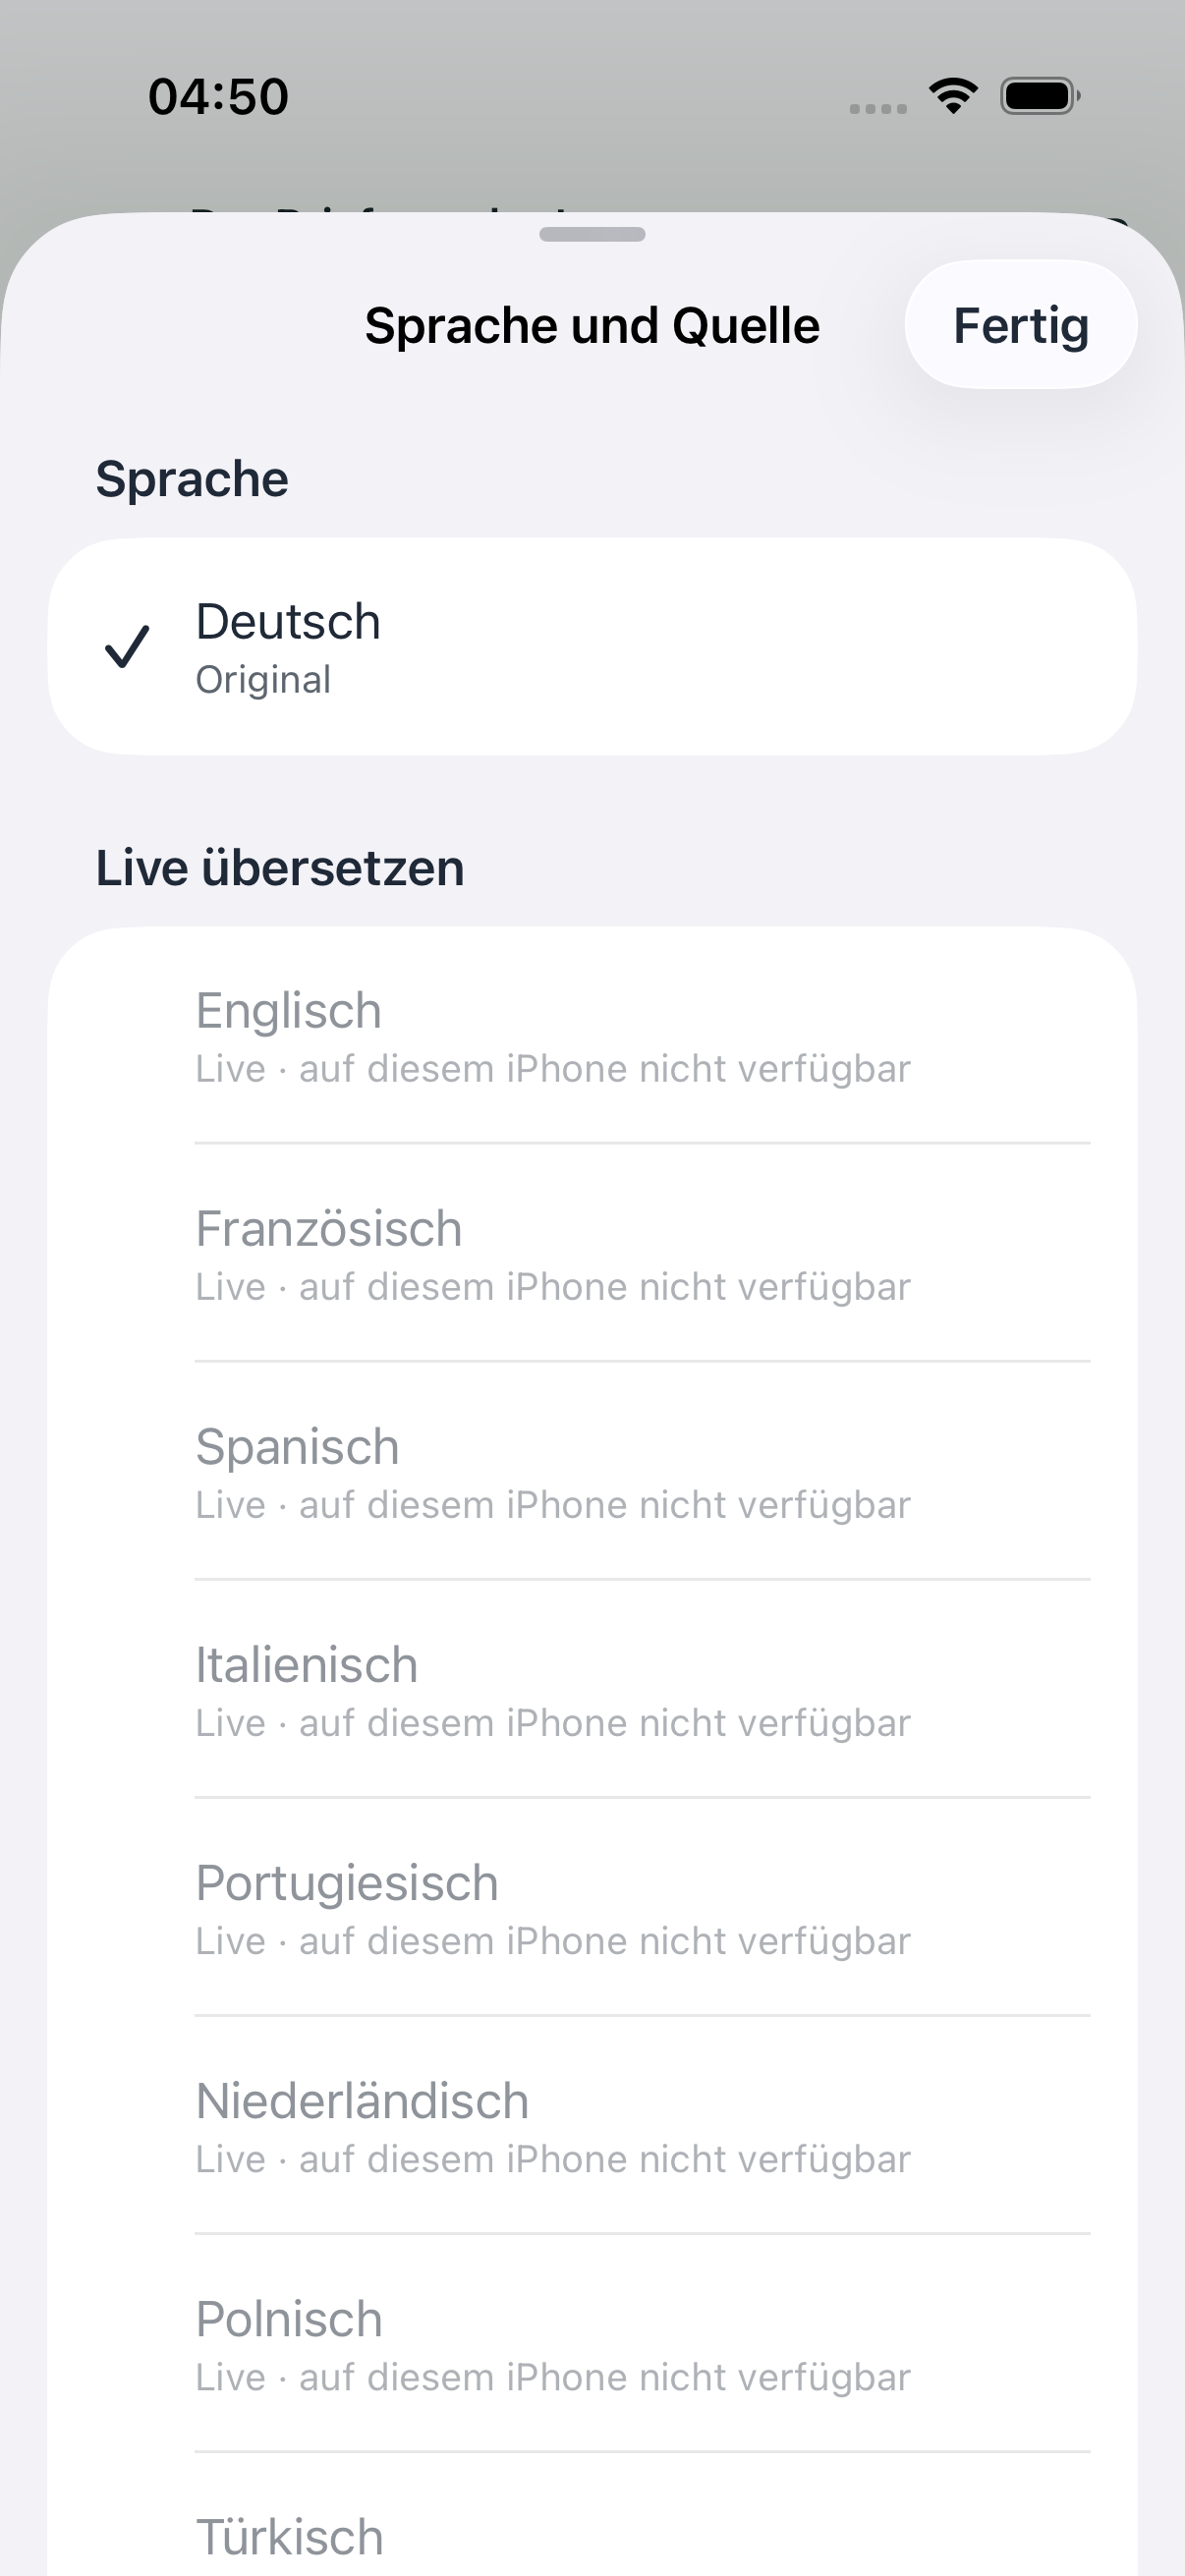 04:50
Sprache und Quelle
Fertig
Sprache
Deutsch
Original
Live übersetzen
Englisch
Live · auf diesem iPhone nicht verfügbar
Französisch
Live · auf diesem iPhone nicht verfügbar
Spanisch
Live · auf diesem iPhone nicht verfügbar
Italienisch
Live · auf diesem iPhone nicht verfügbar
Portugiesisch
Live · auf diesem iPhone nicht verfügbar
Niederländisch
Live · auf diesem iPhone nicht verfügbar
Polnisch
Live · auf diesem iPhone nicht verfügbar
Türkisch